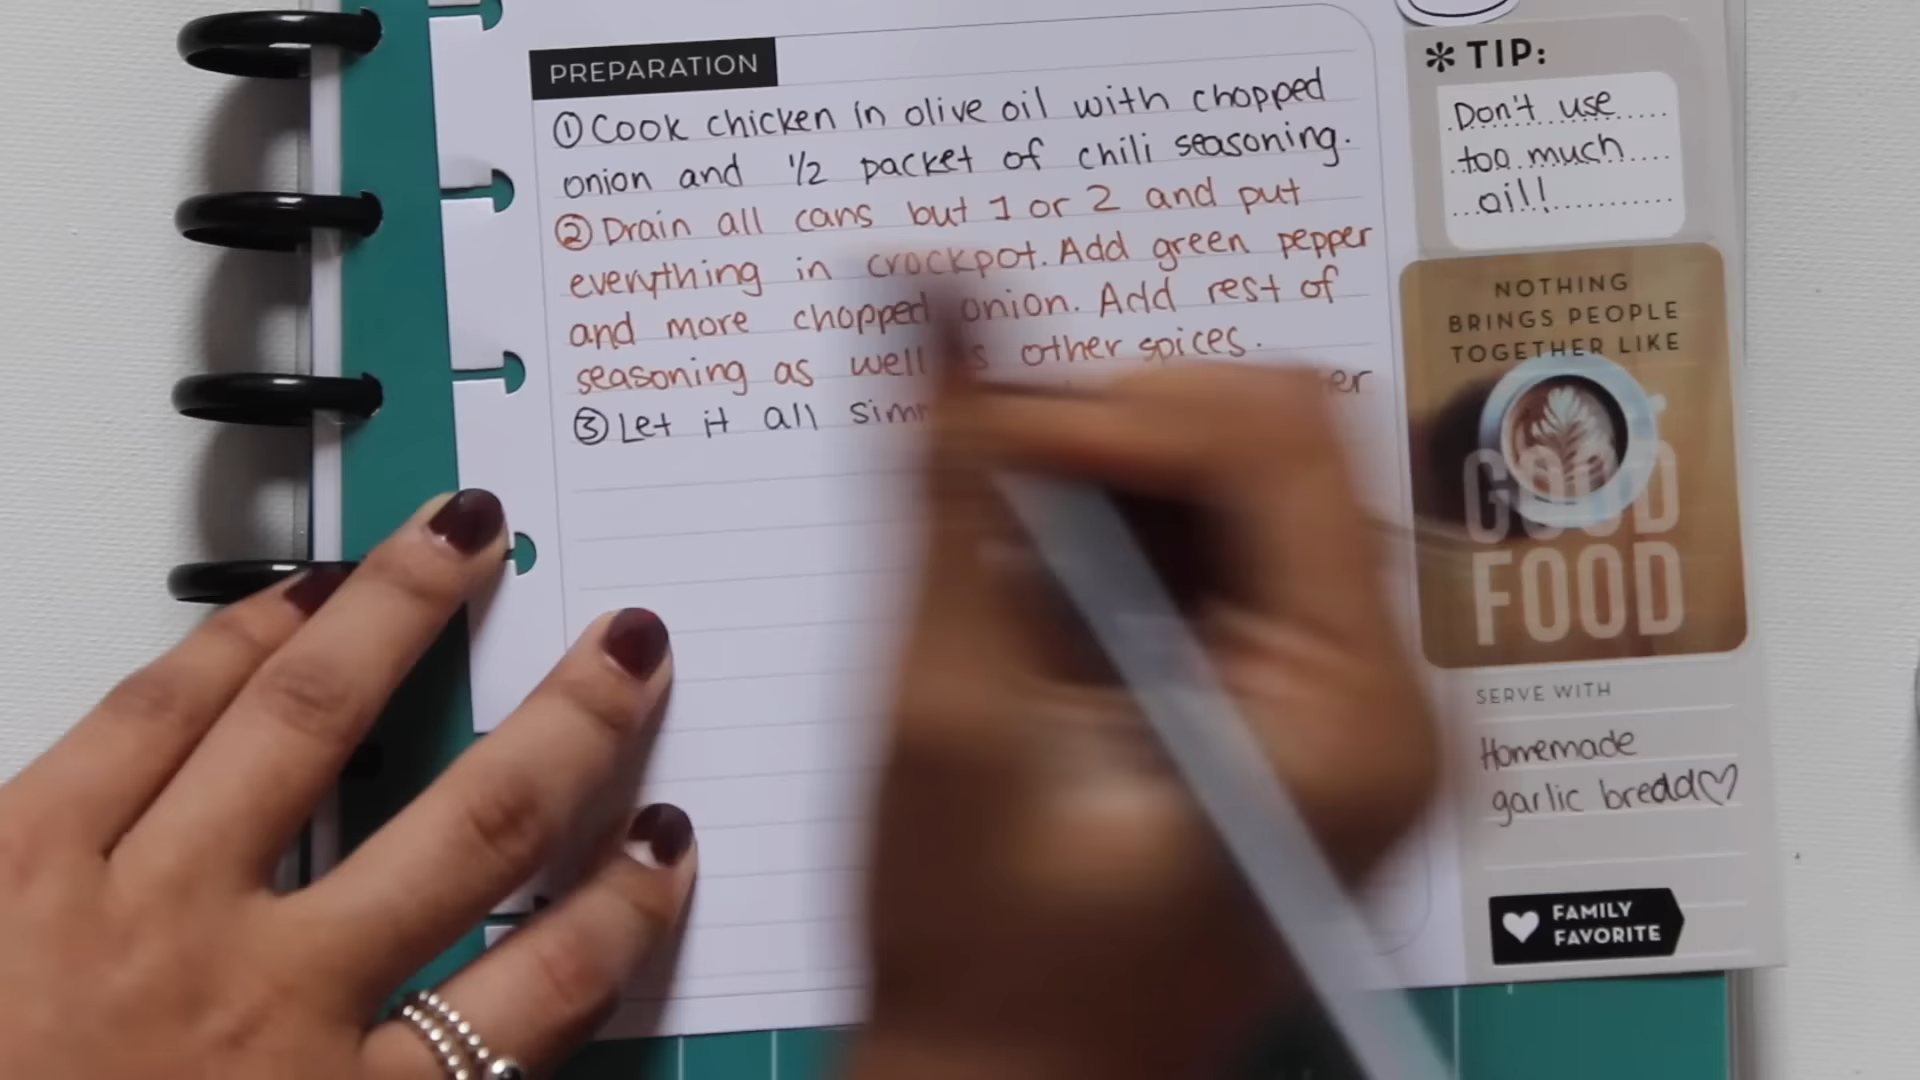 PREPARATION
① Cook chicken in olive oil with chopped
onion and 1/2 packet of chili seasoning.
② Drain all cans but 1 or 2 and put
everything in crockpot. Add green pepper
and more chopped onion. Add rest of
seasoning as well other spices.
③ Let it all
* TIP:
Don't use
too much
oil!
NOTHING
BRINGS PEOPLE
TOGETHER LIKE
GOOD
FOOD
SERVE WITH
Homemade
garlic bread♡
FAMILY
FAVORITE